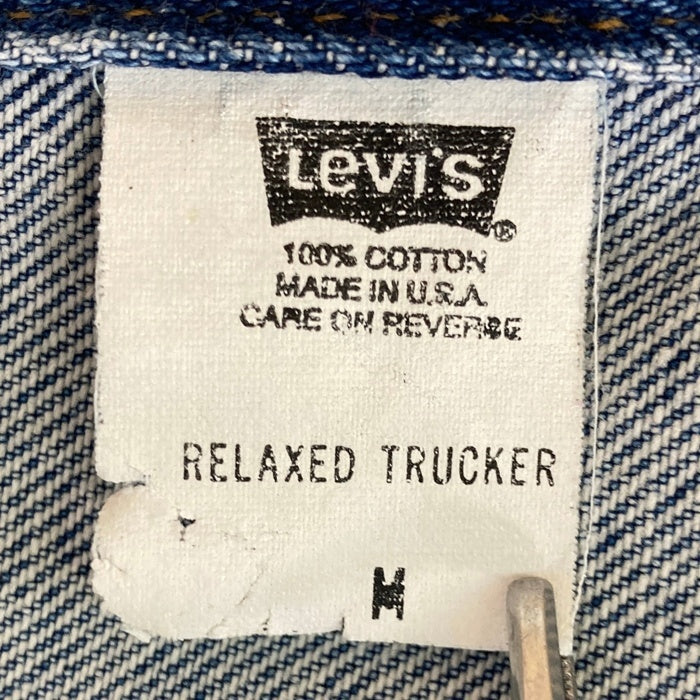 LeVI'S
®
100% COTTON
MADE IN U.S.A.
CARE ON REVERSE
RELAXED TRUCKER
M